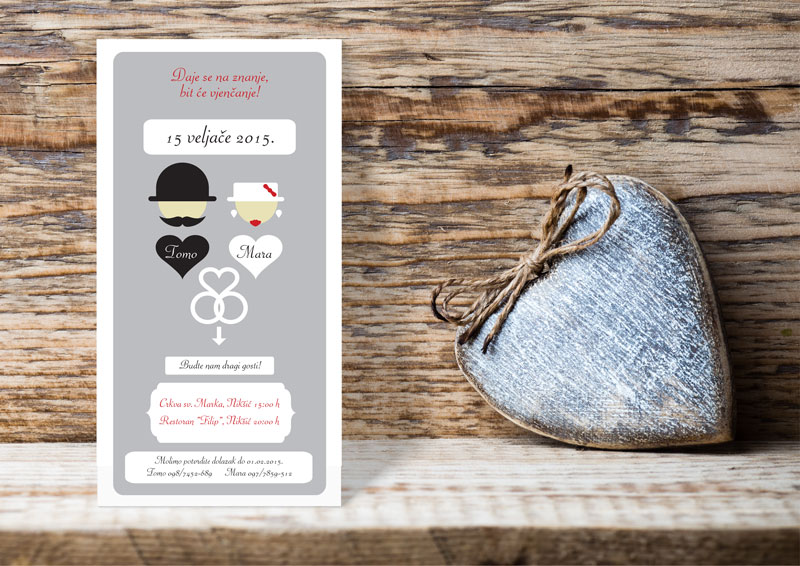 Daje se na znanje,
bit će vjenčanje!
15 veljače 2015.
Tomo
Mara
Budite nam dragi gosti!
Crkva sv. Marka, Nikšić 15:00 h
Restoran "Filip", Nikšić 20:00 h
Molimo potvrdite dolazak do 01.02.2015.
Tomo 098/7452-689 Mara 097/2859-512